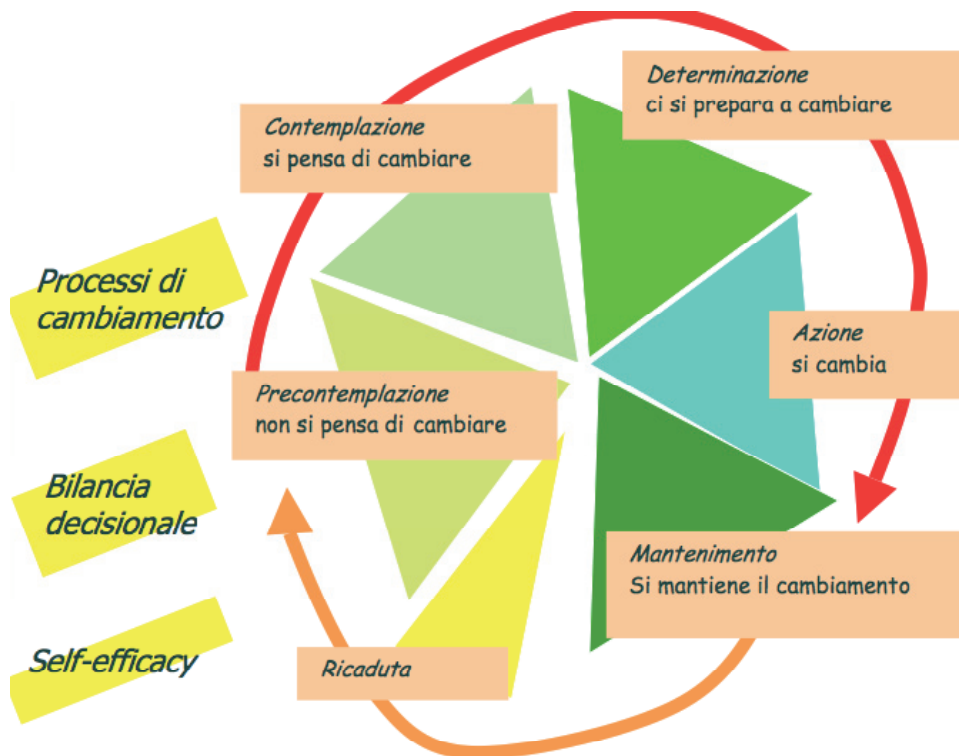 Determinazione
ci si prepara a cambiare
Contemplazione
si pensa di cambiare
Processi di
cambiamento
Azione
si cambia
Precontemplazione
non si pensa di cambiare
Bilancia
decisionale
Mantenimento
Si mantiene il cambiamento
Self-efficacy
Ricaduta